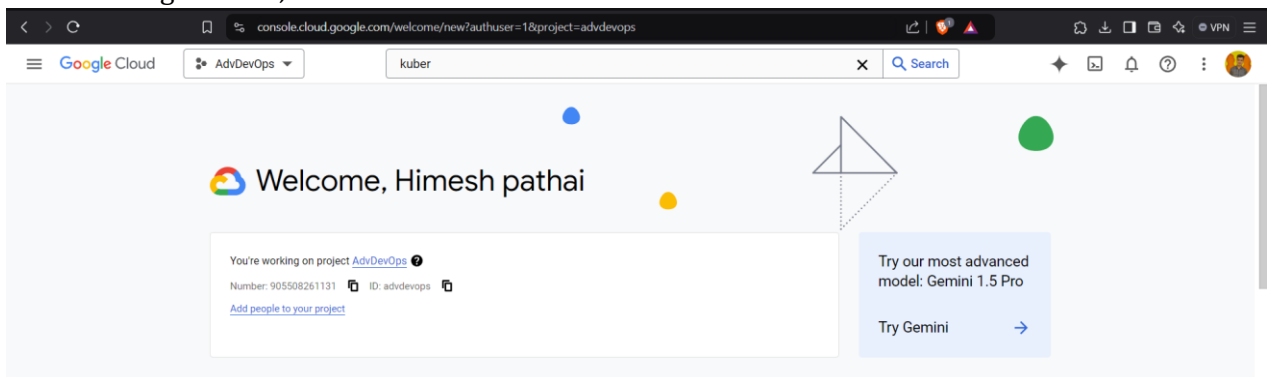 console.cloud.google.com/welcome/new?authuser=1&project=advdevops
VPN
Google Cloud
AdvDevOps
kuber
Search
Welcome, Himesh pathai
You're working on project AdvDevOps
Number: 905508261131 ID: advdevops
Add people to your project
Try our most advanced
model: Gemini 1.5 Pro
Try Gemini